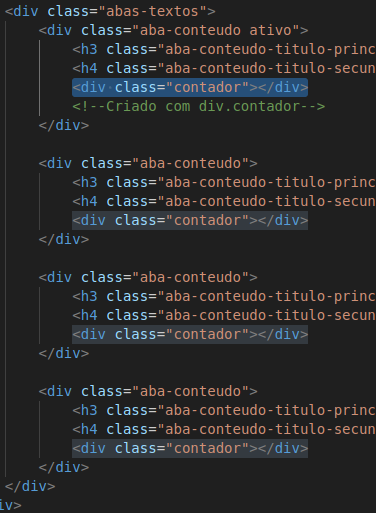 <div class="abas-textos">
<div class="aba-conteudo ativo">
<h3 class="aba-conteudo-titulo-princ
<h4 class="aba-conteudo-titulo-secun
<div class="contador"></div>
<!--Criado com div.contador-->
</div>
<div class="aba-conteudo">
<h3 class="aba-conteudo-titulo-princ
<h4 class="aba-conteudo-titulo-secun
<div class="contador"></div>
</div>
<div class="aba-conteudo">
<h3 class="aba-conteudo-titulo-princ
<h4 class="aba-conteudo-titulo-secun
<div class="contador"></div>
</div>
<div class="aba-conteudo">
<h3 class="aba-conteudo-titulo-princ
<h4 class="aba-conteudo-titulo-secun
<div class="contador"></div>
</div>
</div>
iv>